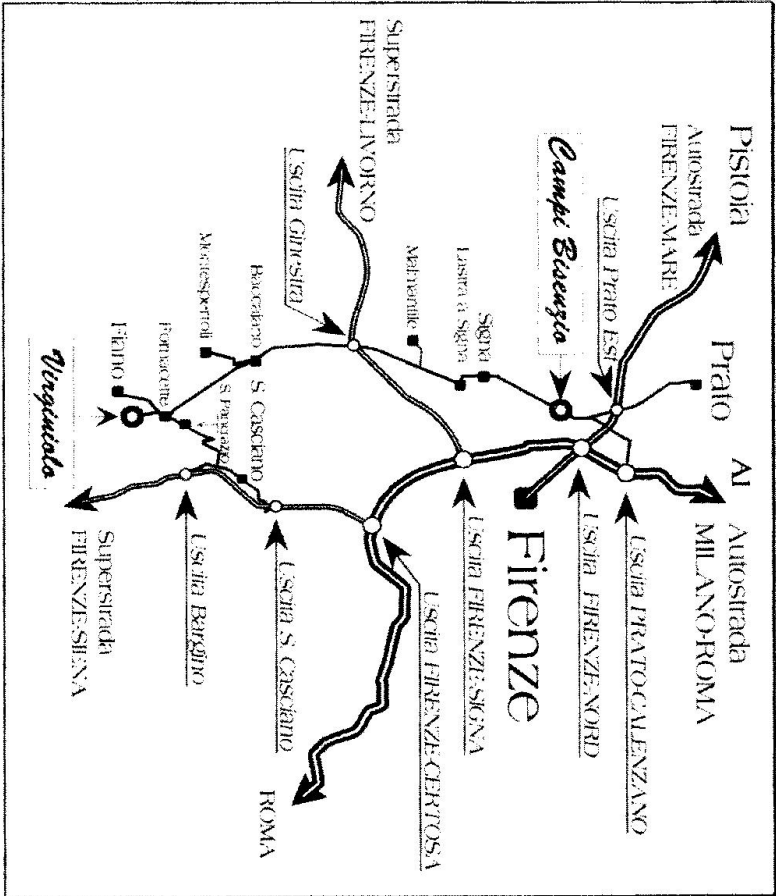 Pistoia
Autostrada
FIRENZE-MARE
Prato
A1
Autostrada
MILANO-ROMA
Uscita PRATO-CALENZANO
Uscita Prato Est
Uscita FIRENZE-NORD
Campi Bisenzio
Firenze
Signa
Uscita FIRENZE-SIGNA
Lastra a Signa
Uscita FIRENZE-CERTOSA
Malmantile
Superstrada
FIRENZE-LIVORNO
Uscita Ginestra
Uscita S. Casciano
ROMA
Baccaiano
S. Casciano
S. Pancrazio
Montespertoli
Uscita Bargino
Fornacette
Fiano
Superstrada
FIRENZE-SIENA
Virginiolo